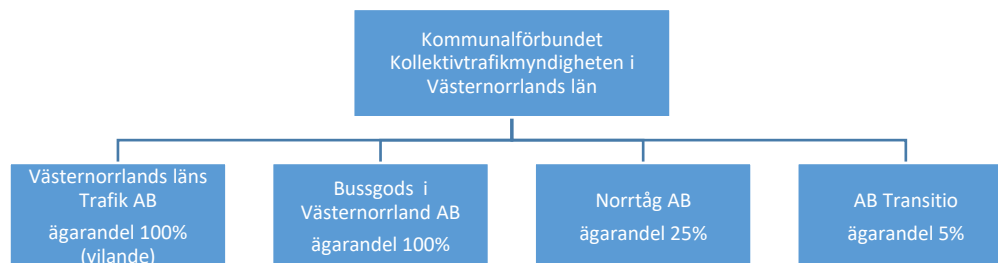 Kommunalförbundet
Kollektivtrafikmyndigheten i
Västernorrlands län
Västernorrlands läns
Trafik AB
ägarandel 100%
(vilande)
Bussgods i
Västernorrland AB
ägarandel 100%
Norrtåg AB
ägarandel 25%
AB Transitio
ägarandel 5%